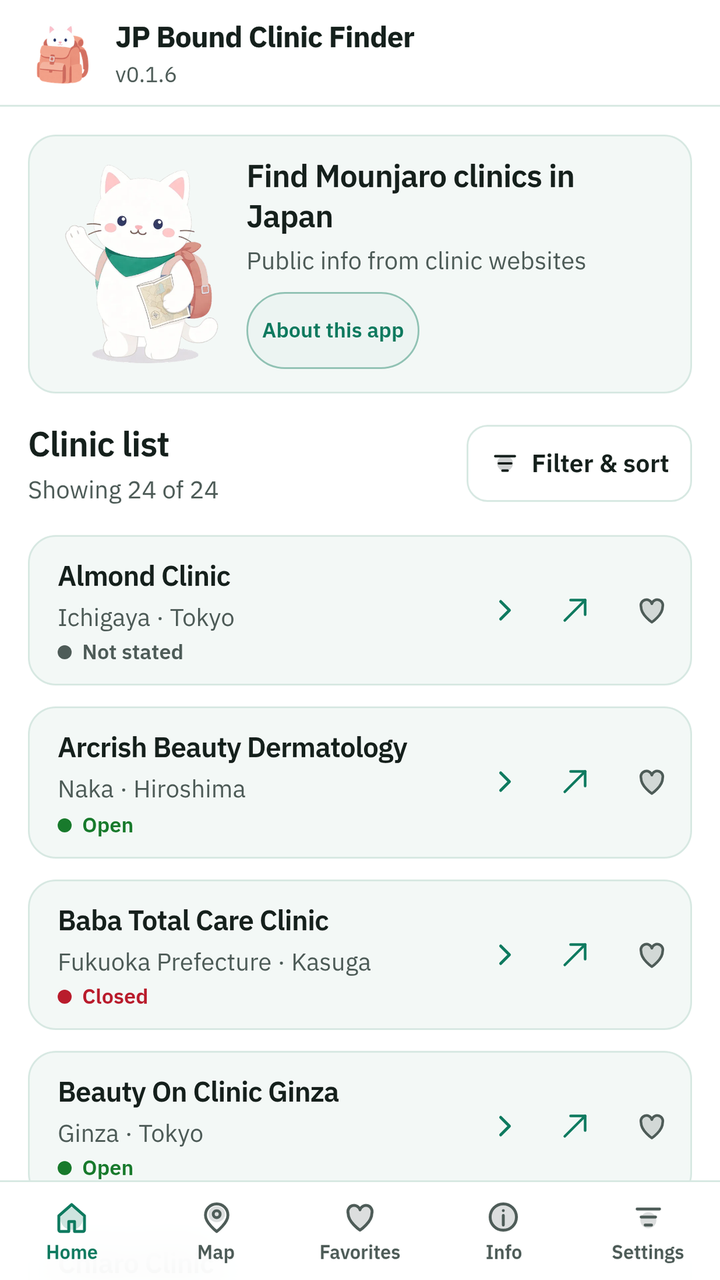 JP Bound Clinic Finder
v0.1.6
Find Mounjaro clinics in
Japan
Public info from clinic websites
About this app
Clinic list
Showing 24 of 24
Filter & sort
Almond Clinic
Ichigaya · Tokyo
Not stated
Arcrish Beauty Dermatology
Naka · Hiroshima
Open
Baba Total Care Clinic
Fukuoka Prefecture · Kasuga
Closed
Beauty On Clinic Ginza
Ginza · Tokyo
Open
Home
Map
Favorites
Info
Settings